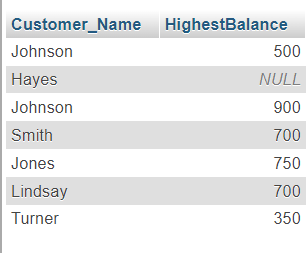 Customer_Name HighestBalance
Johnson 500
Hayes NULL
Johnson 900
Smith 700
Jones 750
Lindsay 700
Turner 350